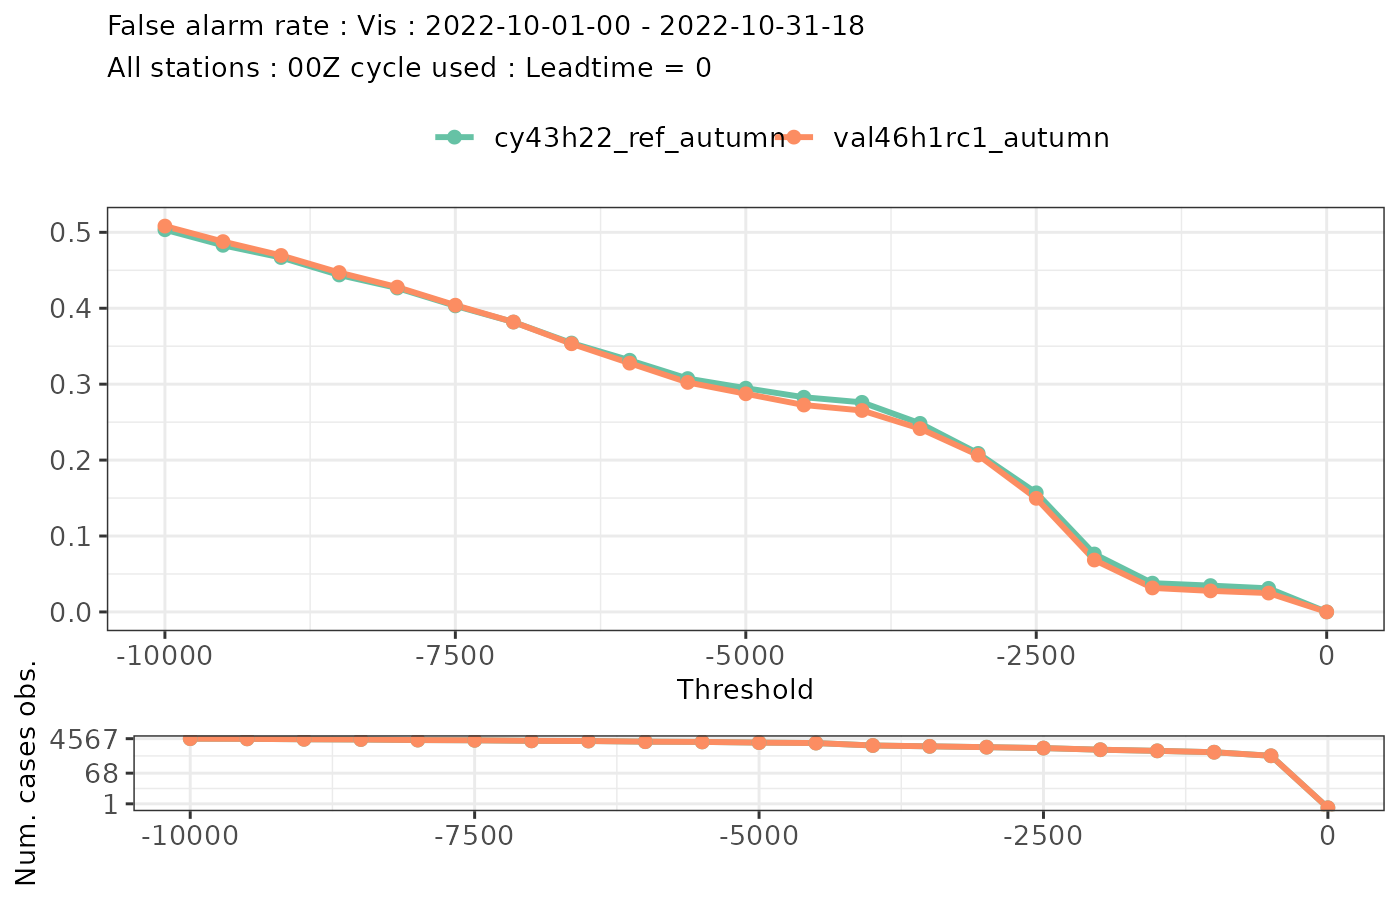 False alarm rate : Vis : 2022-10-01-00 - 2022-10-31-18
All stations : 00Z cycle used : Leadtime = 0
cy43h22_ref_autumn val46h1rc1_autumn
0.5
0.4
0.3
0.2
0.1
0.0
-10000 -7500 -5000 -2500 0
Threshold
Num. cases obs.
4567
68
1
-10000 -7500 -5000 -2500 0